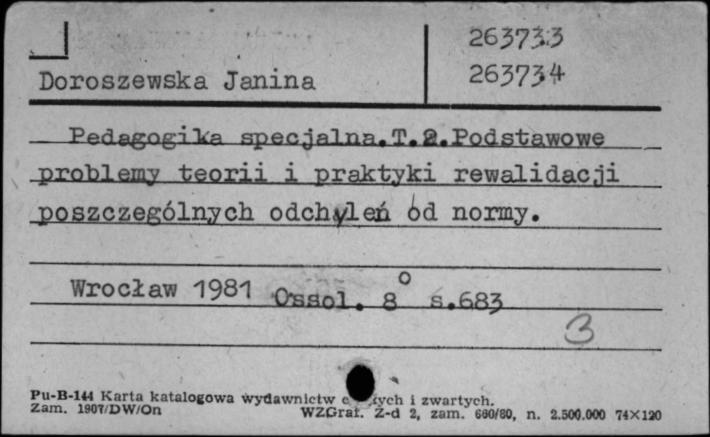 263733
Doroszewska Janina 263734
Pedagogika specjalna.T.2.Podstawowe
problemy teorii i praktyki rewalidacji
poszczególnych odchyleń od normy.
Wrocław 1981 Ossol. 8° s.683
3
Pu-B-144 Karta katalogowa wydawnictw i zwartych.
Zam. 1907/DW/On WZGraf. Z-d 2, zam. 660/80, n. 2.500.000 74×120